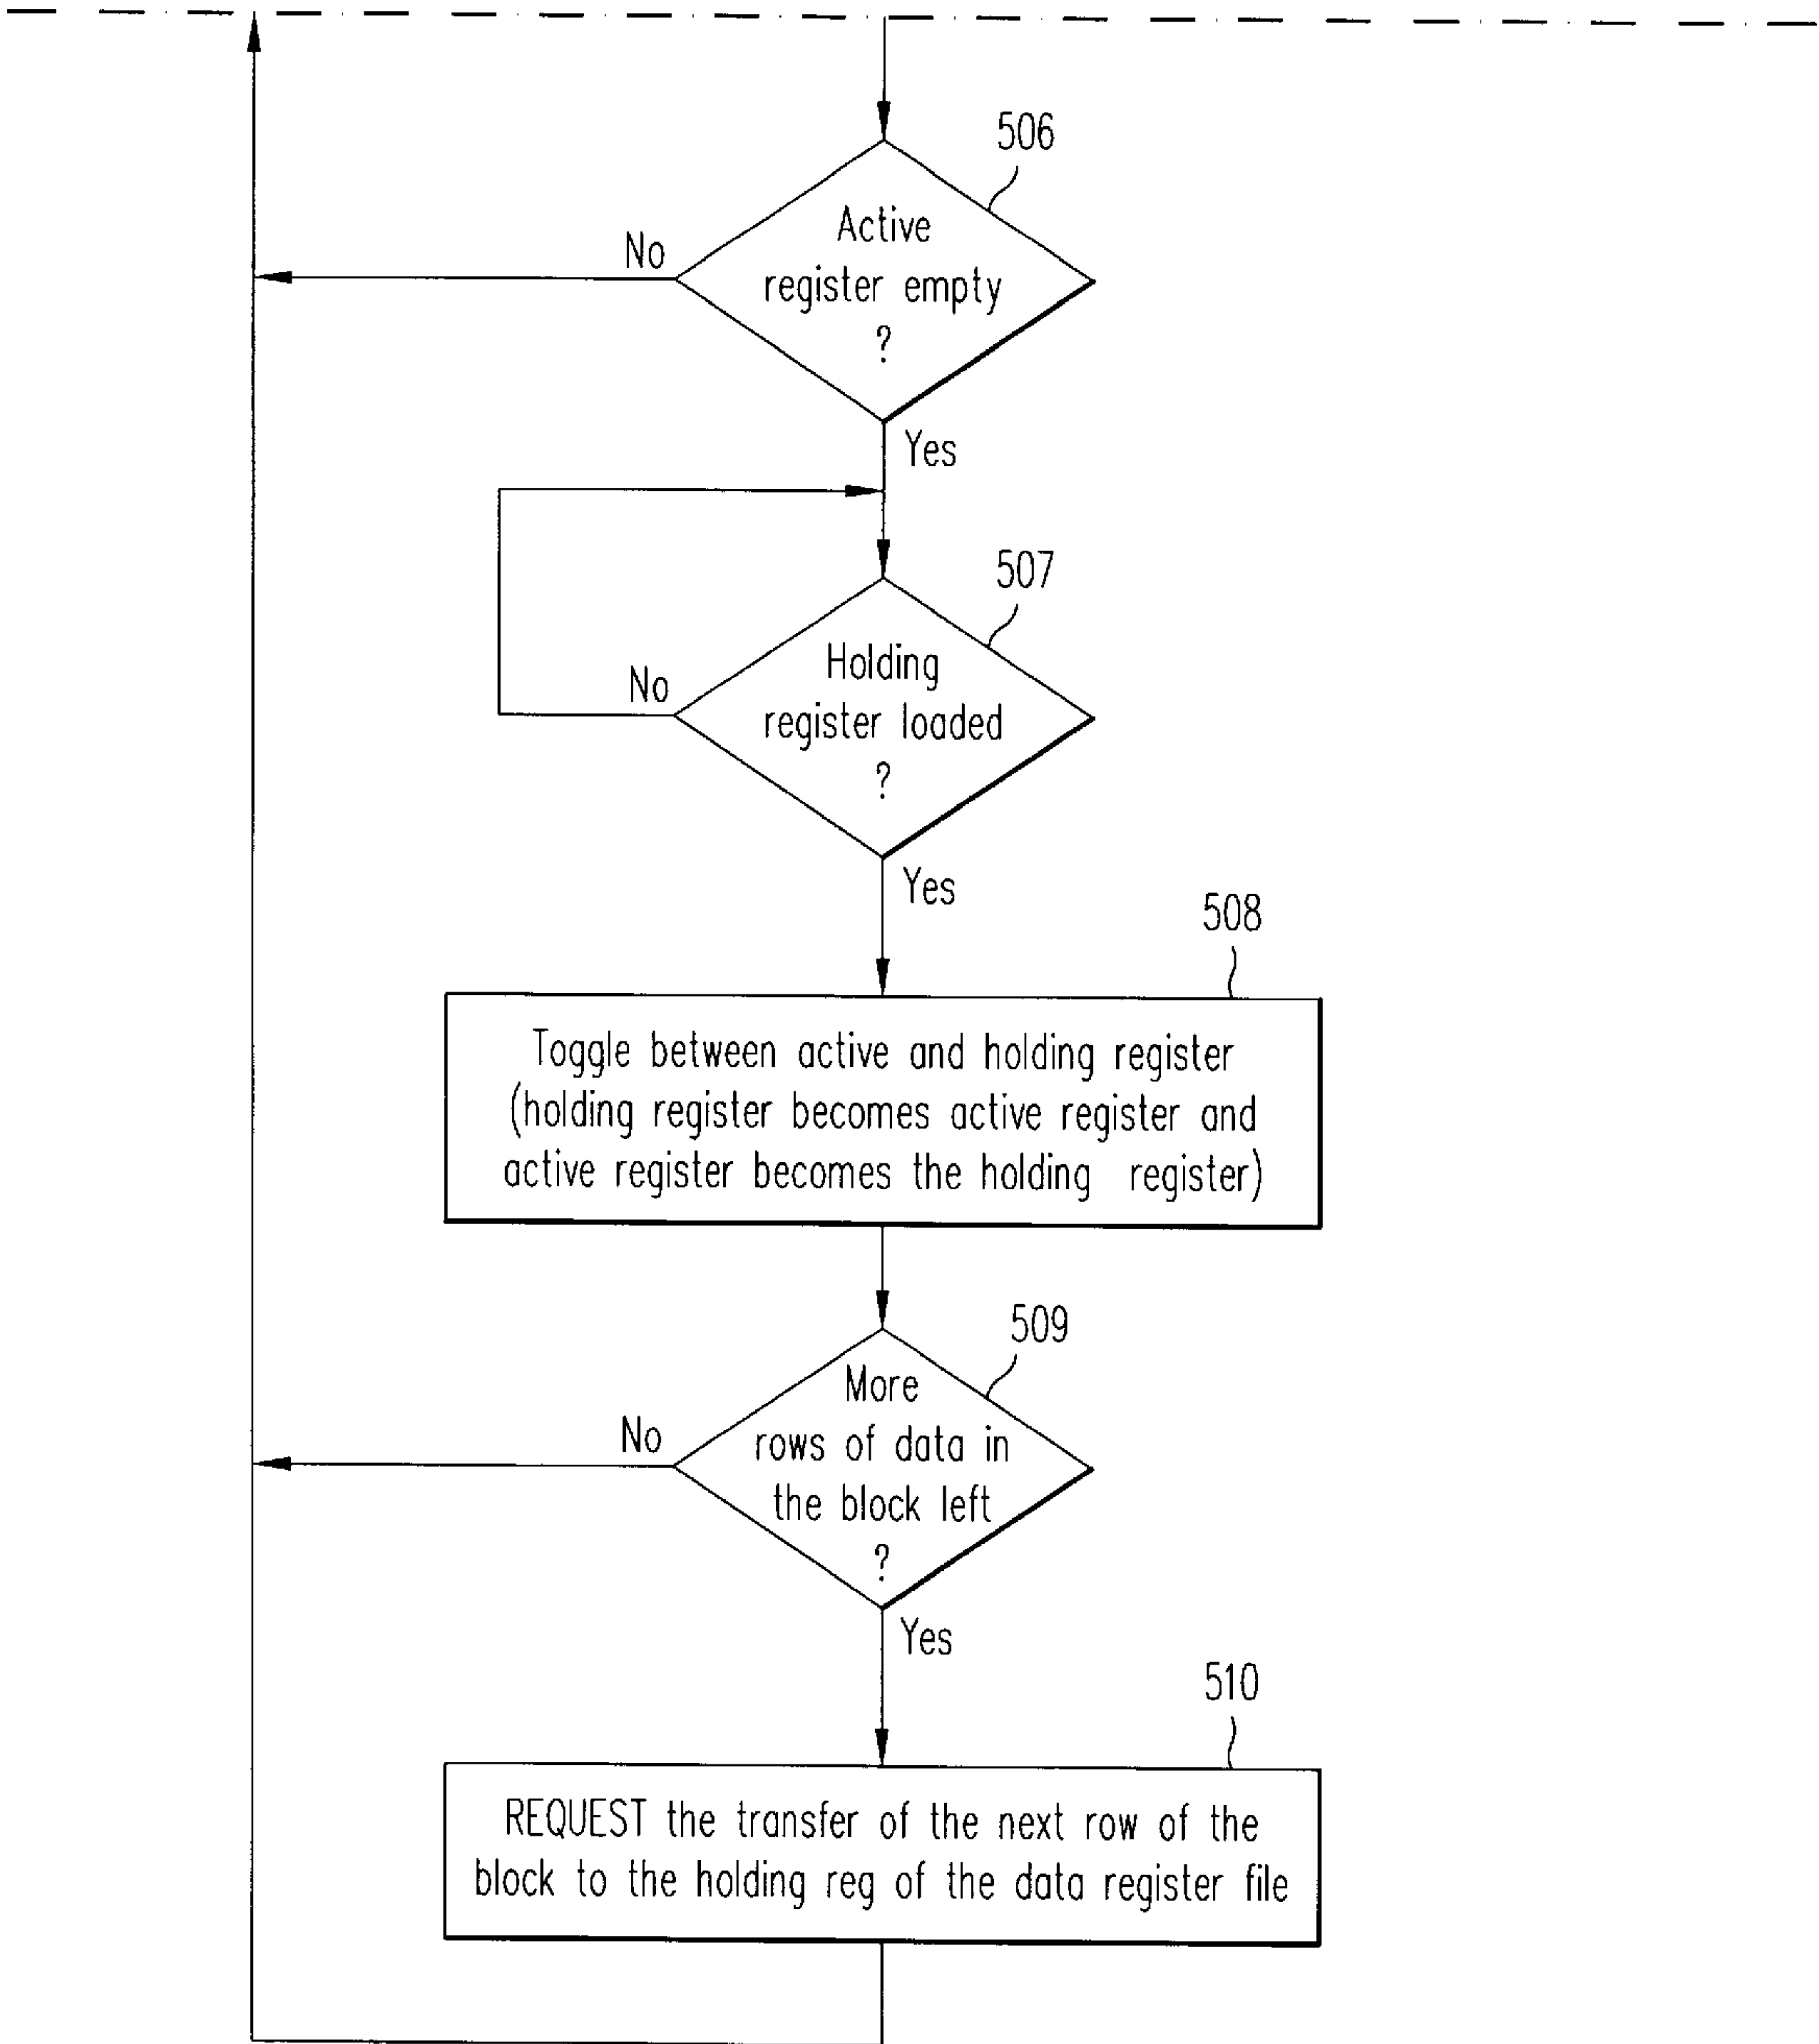 506
Active
register empty
?
No
Yes
507
Holding
register loaded
?
No
Yes
508
Toggle between active and holding register
(holding register becomes active register and
active register becomes the holding register)
509
More
rows of data in
the block left
?
No
Yes
510
REQUEST the transfer of the next row of the
block to the holding reg of the data register file